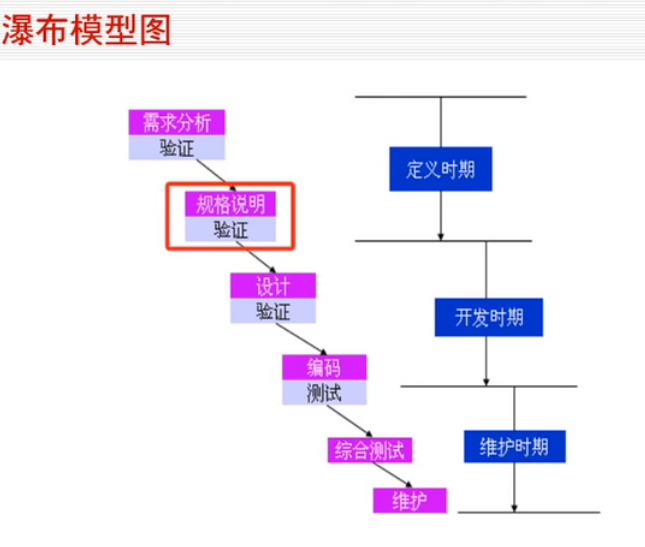 瀑布模型图
需求分析
验证
定义时期
规格说明
验证
设计
验证
开发时期
编码
测试
综合测试
维护时期
维护